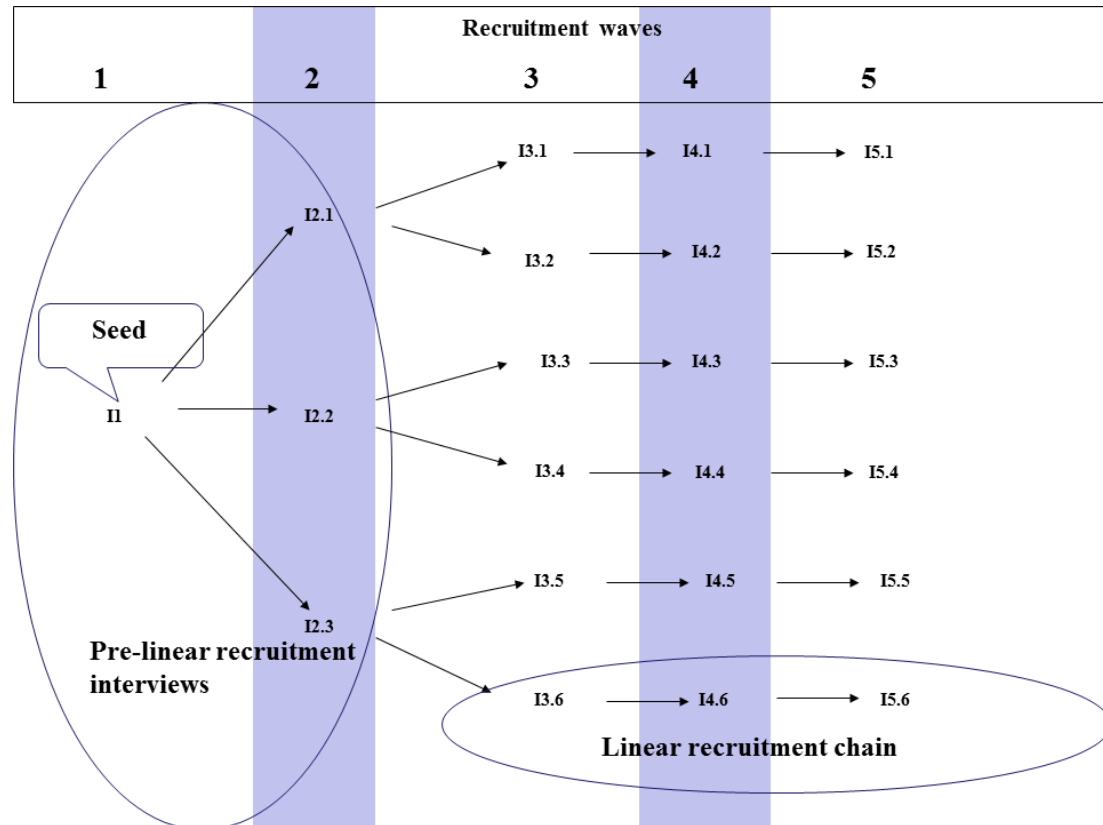 Recruitment waves
1 2 3 4 5
I3.1 I4.1 I5.1
I2.1
I3.2 I4.2 I5.2
Seed
I3.3 I4.3 I5.3
I1 I2.2
I3.4 I4.4 I5.4
I3.5 I4.5 I5.5
I2.3
Pre-linear recruitment
interviews
I3.6 I4.6 I5.6
Linear recruitment chain